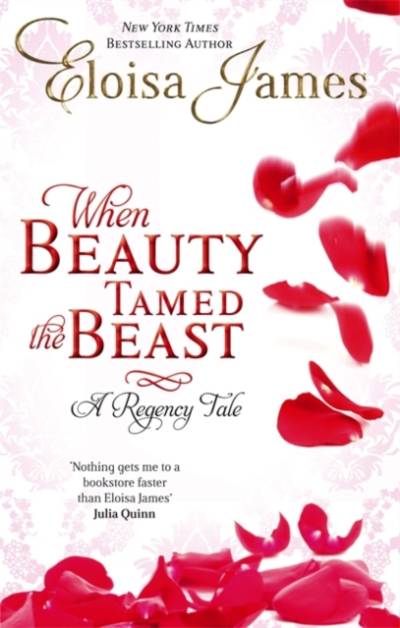 New York Times
Bestselling Author
Eloisa James
When
Beauty
Tamed
the Beast
A Regency Tale
'Nothing gets me to a
bookstore faster
than Eloisa James'
Julia Quinn